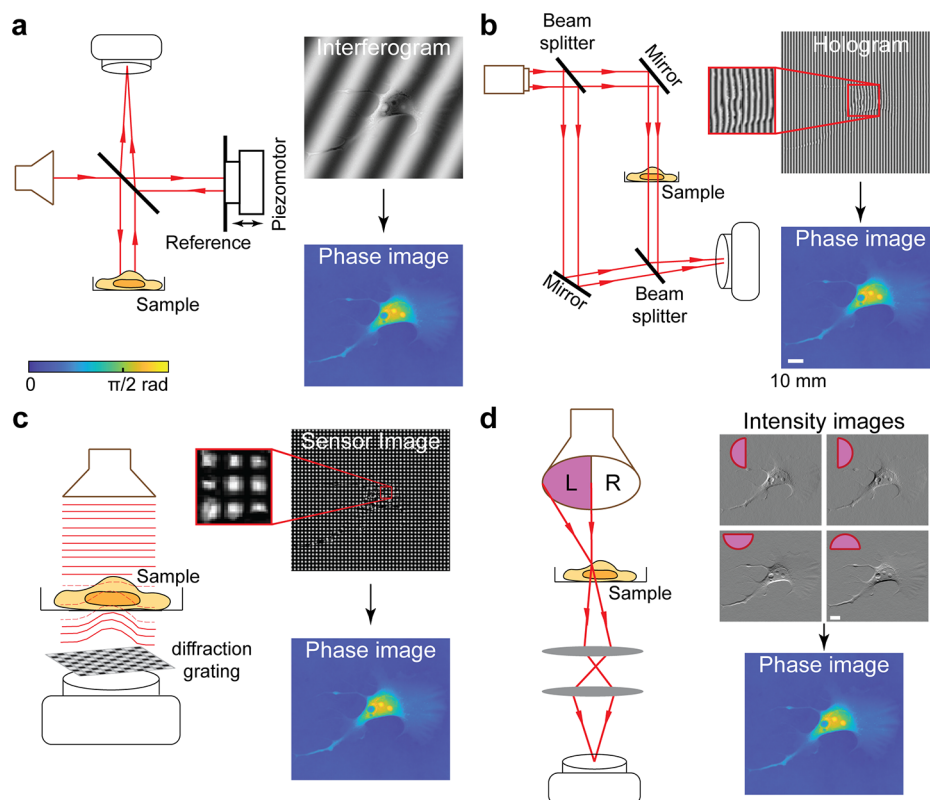 a
Interferogram
Piezomotor
Reference
Sample
Phase image
0
π/2 rad
b
Beam
splitter
Mirror
Hologram
Sample
Mirror
Beam
splitter
Phase image
10 mm
c
Sensor Image
Sample
diffraction
grating
Phase image
d
L
R
Sample
Intensity images
Phase image